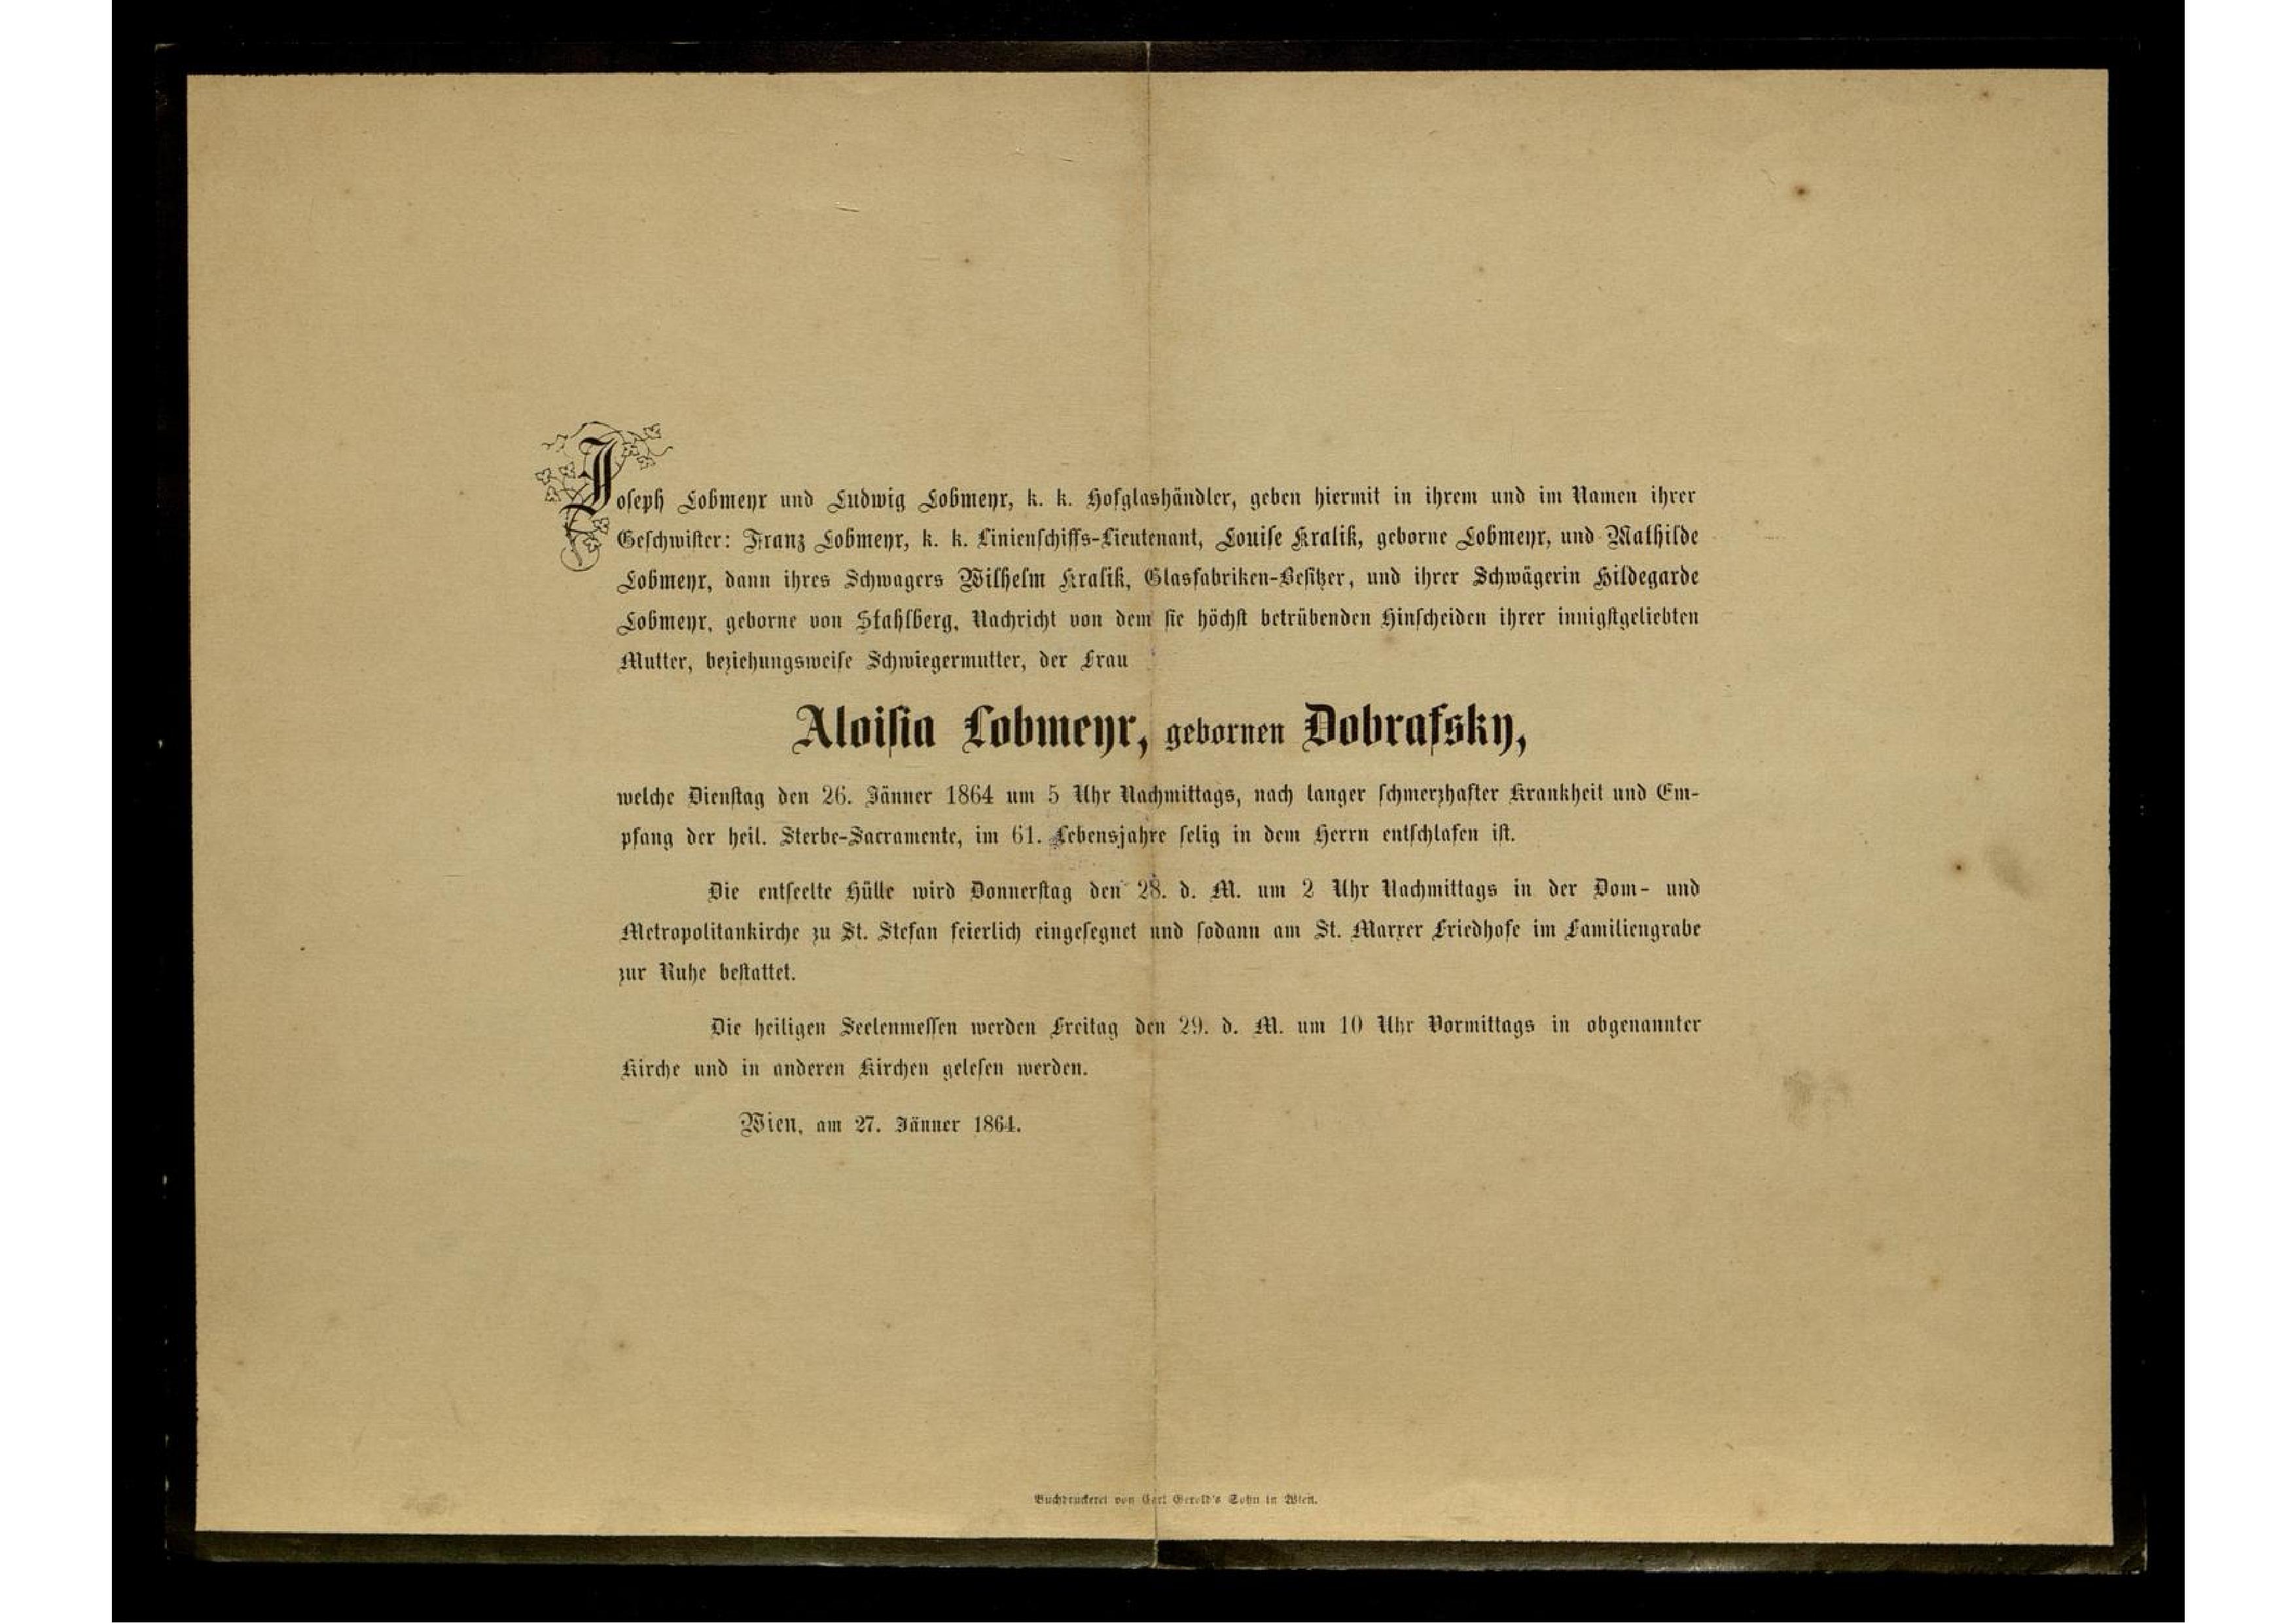 Joseph Lobmeyr und Ludwig Lobmeyr, k. k. Hofglashändler, geben hiermit in ihrem und im Namen ihrer
Geschwister: Franz Lobmeyr, k. k. Linienschiffs-Lieutenant, Louise Kralik, geborne Lobmeyr, und Mathilde
Lobmeyr, dann ihres Schwagers Wilhelm Kralik, Glasfabriken-Besitzer, und ihrer Schwägerin Hildegarde
Lobmeyr, geborne von Stahlberg, Nachricht von dem sie höchst betrübenden Hinscheiden ihrer innigstgeliebten
Mutter, beziehungsweise Schwiegermutter, der Frau
Aloisia Lobmeyr, gebornen Dobrafsky,
welche Dienstag den 26. Jänner 1864 um 5 Uhr Nachmittags, nach langer schmerzhafter Krankheit und Em-
pfang der heil. Sterbe-Sacramente, im 61. Lebensjahre selig in dem Herrn entschlafen ist.
Die entseelte Hülle wird Donnerstag den 28. d. M. um 2 Uhr Nachmittags in der Dom- und
Metropolitankirche zu St. Stefan feierlich eingesegnet und sodann am St. Marxer Friedhofe im Familiengrabe
zur Ruhe bestattet.
Die heiligen Seelenmessen werden Freitag den 29. d. M. um 10 Uhr Vormittags in obgenannter
Kirche und in anderen Kirchen gelesen werden.
Wien, am 27. Jänner 1864.
Buchdruckerei von Carl Gerold's Sohn in Wien.